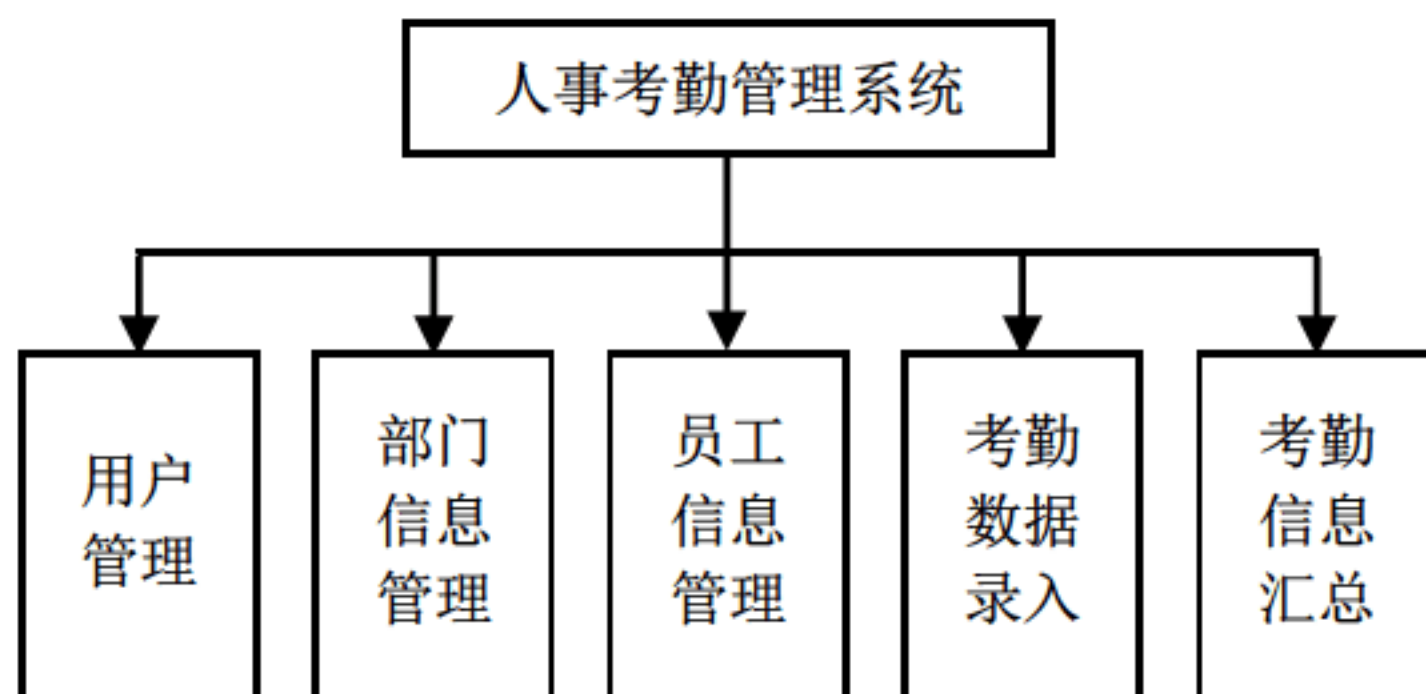 人事考勤管理系统
用户
管理
部门
信息
管理
员工
信息
管理
考勤
数据
录入
考勤
信息
汇总